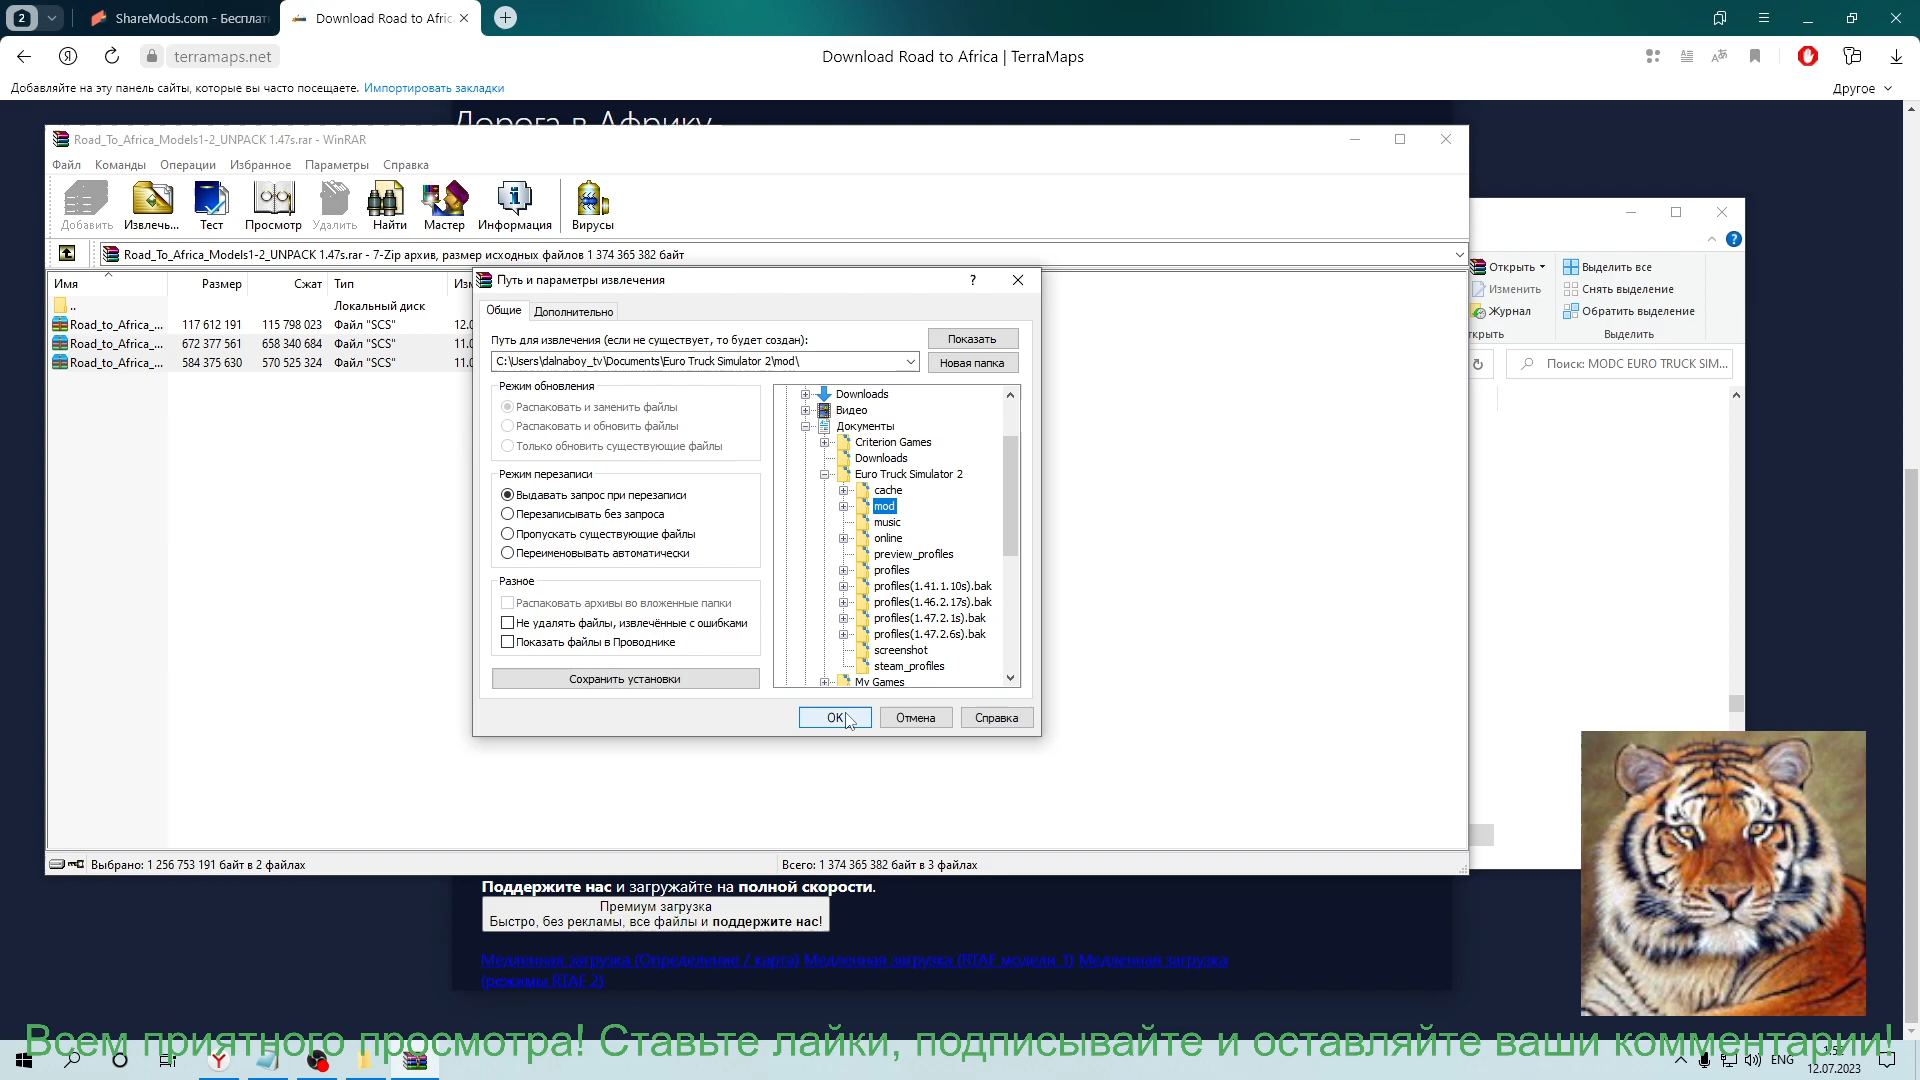 2
ShareMods.com - Бесплат
Download Road to Afric
terramaps.net
Download Road to Africa | TerraMaps
Добавляйте на эту панель сайты, которые вы часто посещаете. Импортировать закладки
Другое
Дорога в Африку
Road_To_Africa_Models1-2_UNPACK 1.47s.rar - WinRAR
Файл Команды Операции Избранное Параметры Справка
Добавить Извлечь... Тест Просмотр Удалить Найти Мастер Информация Вирусы
Road_To_Africa_Models1-2_UNPACK 1.47s.rar - 7-Zip архив, размер исходных файлов 1 374 365 382 байт
Имя Размер Сжат Тип Изм
.. Локальный диск
Road_to_Africa_... 117 612 191 115 798 023 Файл "SCS" 12.0
Road_to_Africa_... 672 377 561 658 340 684 Файл "SCS" 11.0
Road_to_Africa_... 584 375 630 570 525 324 Файл "SCS" 11.0
Путь и параметры извлечения
Общие Дополнительно
Путь для извлечения (если не существует, то будет создан):
Показать
C:\Users\dalnaboy_tv\Documents\Euro Truck Simulator 2\mod\
Новая папка
Режим обновления
Распаковать и заменить файлы
Распаковать и обновить файлы
Только обновить существующие файлы
Режим перезаписи
Выдавать запрос при перезаписи
Перезаписывать без запроса
Пропускать существующие файлы
Переименовывать автоматически
Разное
Распаковать архивы во вложенные папки
Не удалять файлы, извлечённые с ошибками
Показать файлы в Проводнике
Сохранить установки
Downloads
Видео
Документы
Criterion Games
Downloads
Euro Truck Simulator 2
cache
mod
music
online
preview_profiles
profiles
profiles(1.41.1.10s).bak
profiles(1.46.2.17s).bak
profiles(1.47.2.1s).bak
profiles(1.47.2.6s).bak
screenshot
steam_profiles
My Games
OK Отмена Справка
Открыть Выделить все
Изменить Снять выделение
Журнал Обратить выделение
крыть Выделить
Поиск: MODC EURO TRUCK SIM...
Выбрано: 1 256 753 191 байт в 2 файлах
Всего: 1 374 365 382 байт в 3 файлах
Поддержите нас и загружайте на полной скорости.
Премиум загрузка
Быстро, без рекламы, все файлы и поддержите нас!
Медленная загрузка (Определение / карта) Медленная загрузка (RTAF модели 1) Медленная загрузка
(режимы RTAF 2)
Всем приятного просмотра! Ставьте лайки, подписывайте и оставляйте ваши комментарии!
ENG
12.07.2023